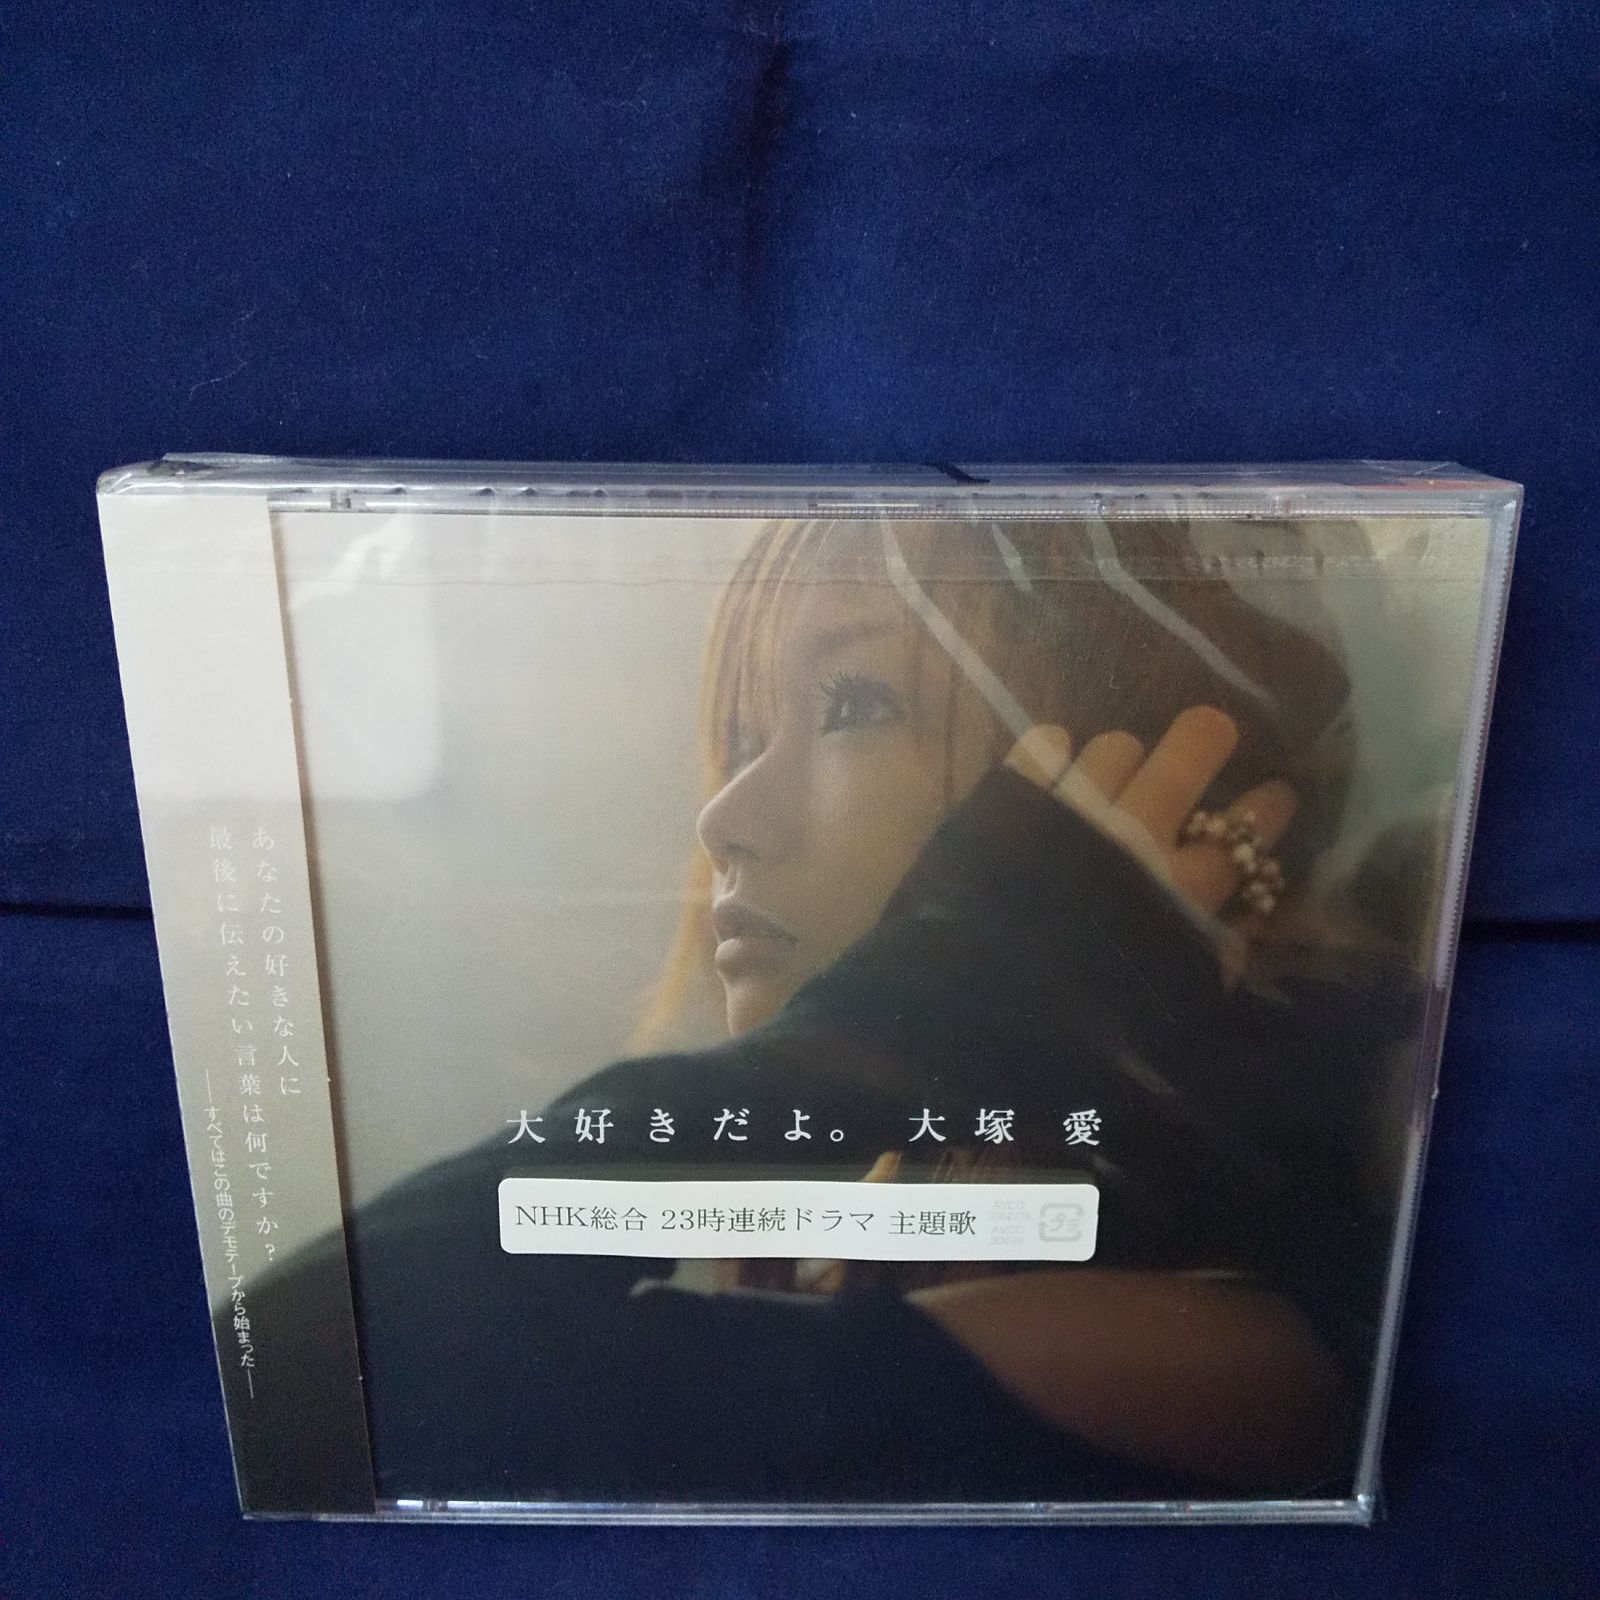 あなたの好きな人に
最後に伝えたい言葉は何ですか?
―すべてはこの曲のデモテープから始まった―
大好きだよ。 大塚 愛
NHK総合 23時連続ドラマ 主題歌
プラ